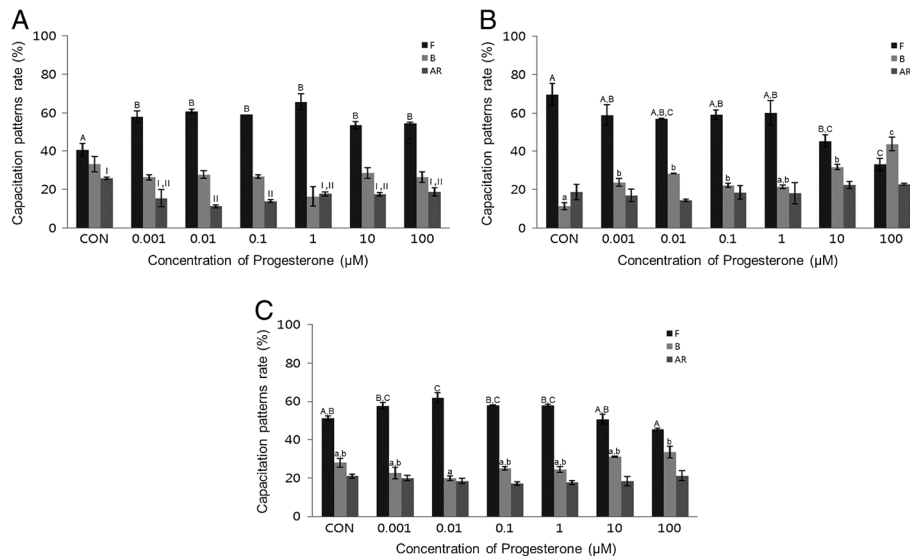 A
100
80
60
40
20
0
Capacitation patterns rate (%)
F
B
AR
A
B
B
B
B
B
B
I
I,II
II
II
I,II
I,II
I,II
CON 0.001 0.01 0.1 1 10 100
Concentration of Progesterone (µM)
B
100
80
60
40
20
0
Capacitation patterns rate (%)
F
B
AR
A
A,B
A,B,C
A,B
A,B
B,C
C
a
b
b
b
a,b
b
c
CON 0.001 0.01 0.1 1 10 100
Concentration of Progesterone (µM)
C
100
80
60
40
20
0
Capacitation patterns rate (%)
F
B
AR
A,B
B,C
C
B,C
B,C
A,B
A
a,b
a,b
a
a,b
a,b
a,b
b
CON 0.001 0.01 0.1 1 10 100
Concentration of Progesterone (µM)